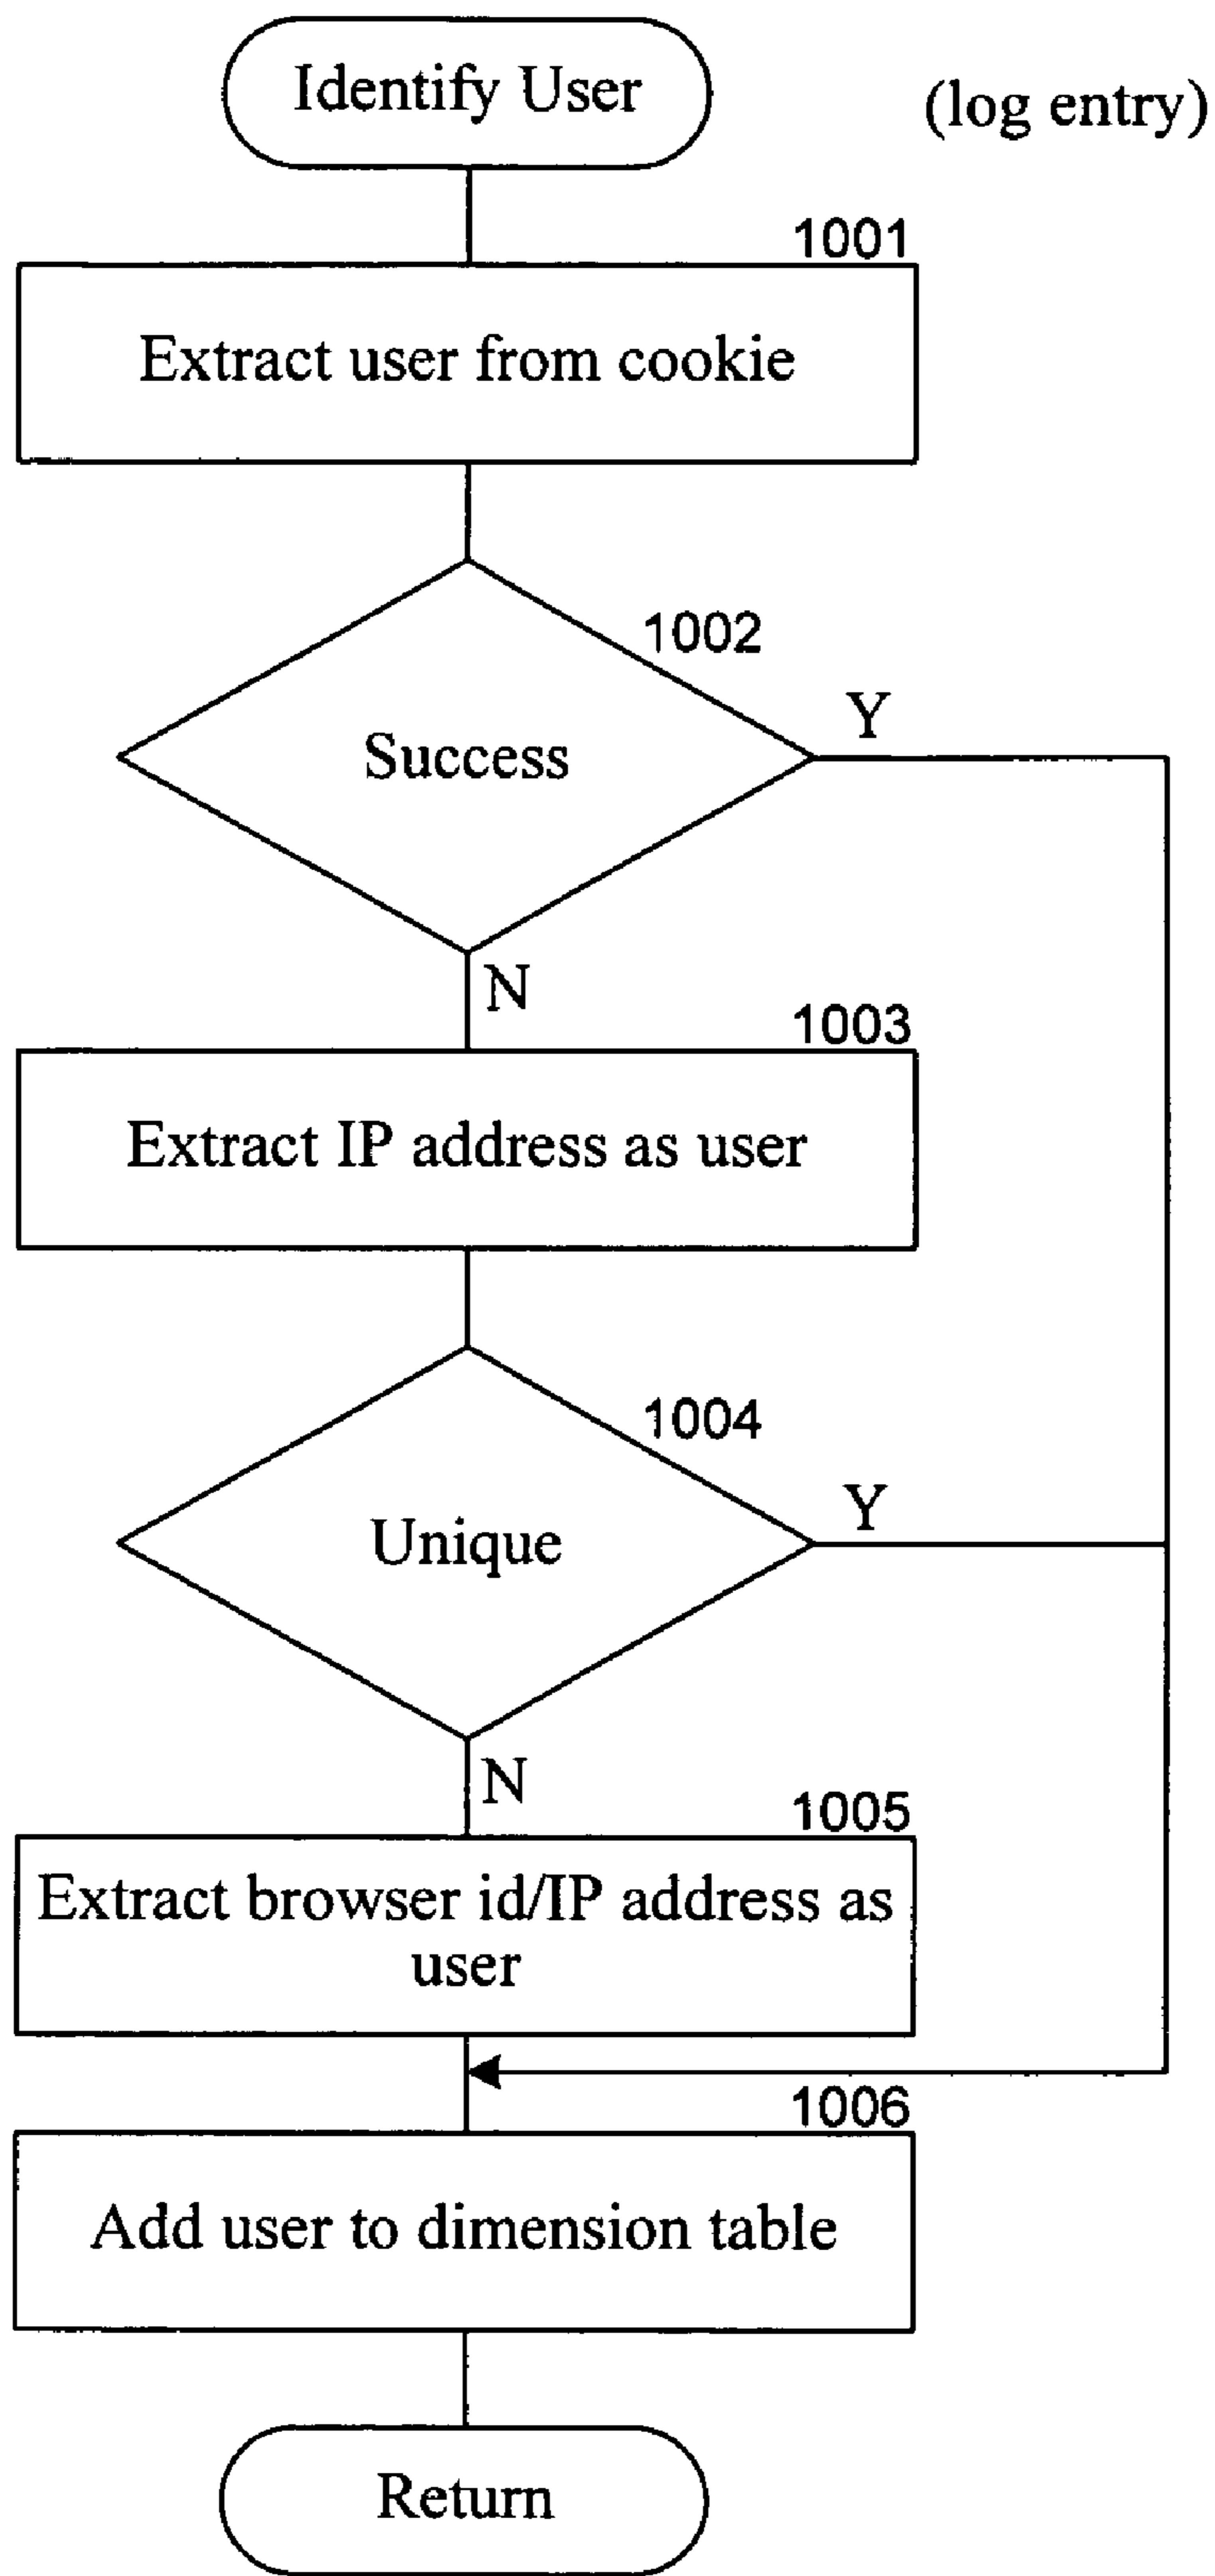 Identify User
(log entry)
1001
Extract user from cookie
1002
Success
Y
N
1003
Extract IP address as user
1004
Unique
Y
N
1005
Extract browser id/IP address as
user
1006
Add user to dimension table
Return